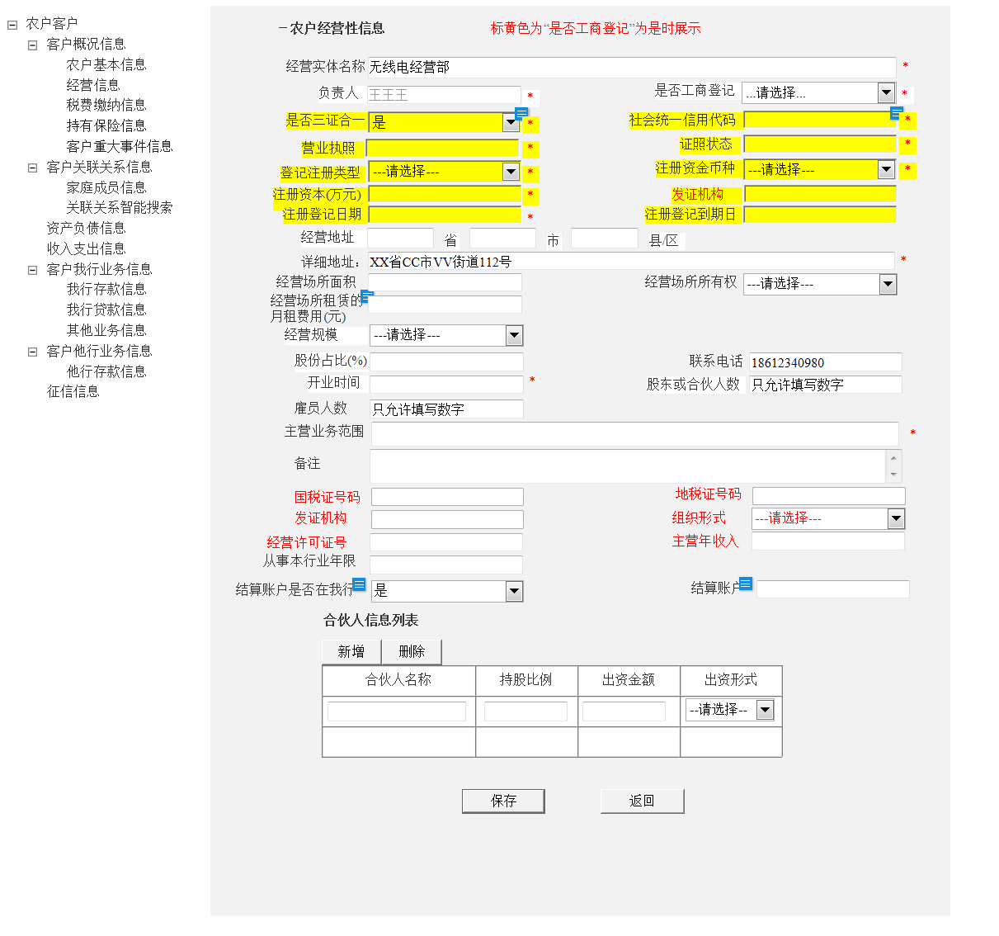 农户客户
客户概况信息
农户基本信息
经营信息
税费缴纳信息
持有保险信息
客户重大事件信息
客户关联关系信息
家庭成员信息
关联关系智能搜索
资产负债信息
收入支出信息
客户我行业务信息
我行存款信息
我行贷款信息
其他业务信息
客户他行业务信息
他行存款信息
征信信息
－农户经营性信息 标黄色为“是否工商登记”为是时展示
经营实体名称 无线电经营部 *
负责人 王王王 * 是否工商登记 ...请选择... *
是否三证合一 是 * 社会统一信用代码 *
营业执照 * 证照状态 *
登记注册类型 ---请选择--- * 注册资金币种 ---请选择--- *
注册资本(万元) * 发证机构
注册登记日期 * 注册登记到期日
经营地址 省 市 县/区
详细地址： XX省CC市VV街道112号 *
经营场所面积 经营场所所有权 ---请选择---
经营场所租赁的
月租费用(元)
经营规模 ---请选择---
股份占比(%) 联系电话 18612340980
开业时间 * 股东或合伙人数 只允许填写数字
雇员人数 只允许填写数字
主营业务范围 *
备注
国税证号码 地税证号码
发证机构 组织形式 ---请选择---
经营许可证号 主营年收入
从事本行业年限
结算账户是否在我行 是 结算账户
合伙人信息列表
新增 删除
合伙人名称 持股比例 出资金额 出资形式
--请选择--
保存 返回